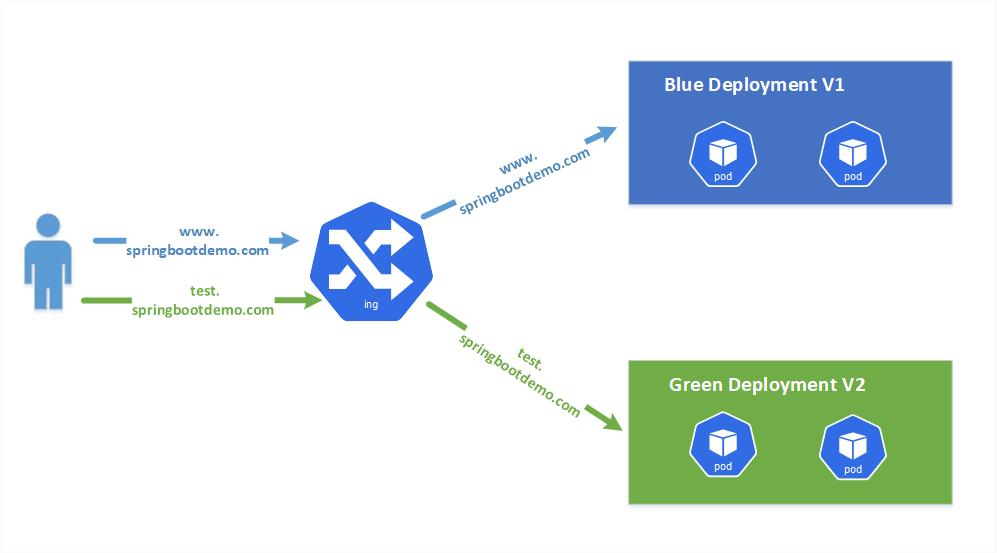 Blue Deployment V1
pod
pod
www.
springbootdemo.com
www.
springbootdemo.com
test.
springbootdemo.com
ing
test.
springbootdemo.com
Green Deployment V2
pod
pod